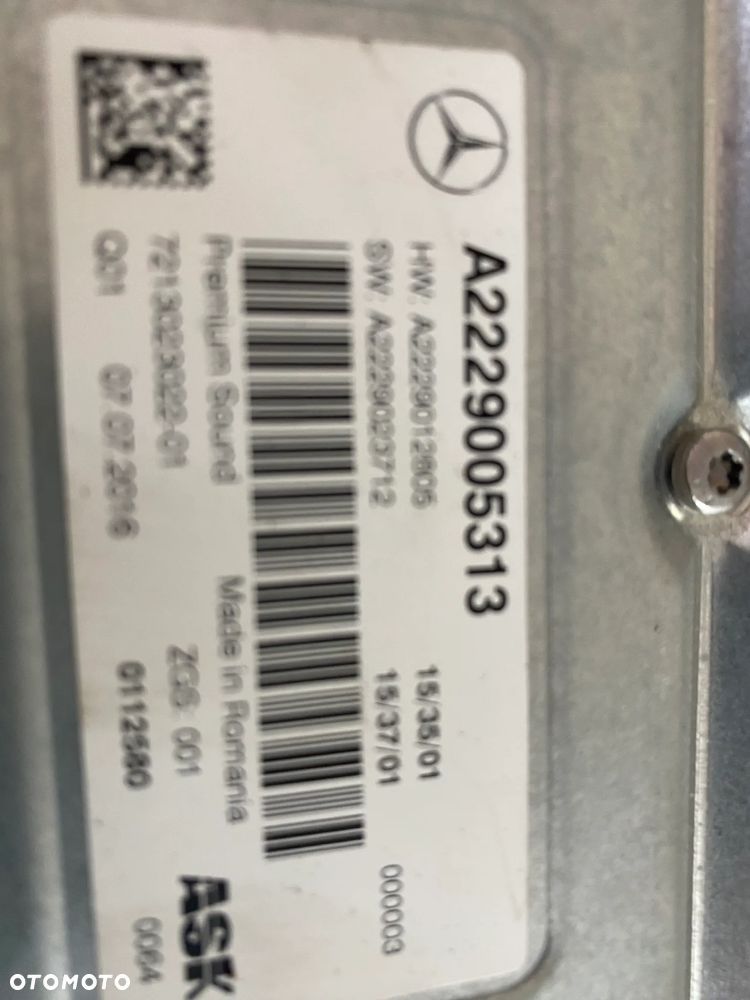 A2229005313
HW: A2229012805 15/35/01
SW: A2229023712 15/37/01 000003
Premium Sound Made in Romania
7213023022-01 ZGS: 001 ASK
Q01 07.07.2016 0112580 0064
OTOMOTO